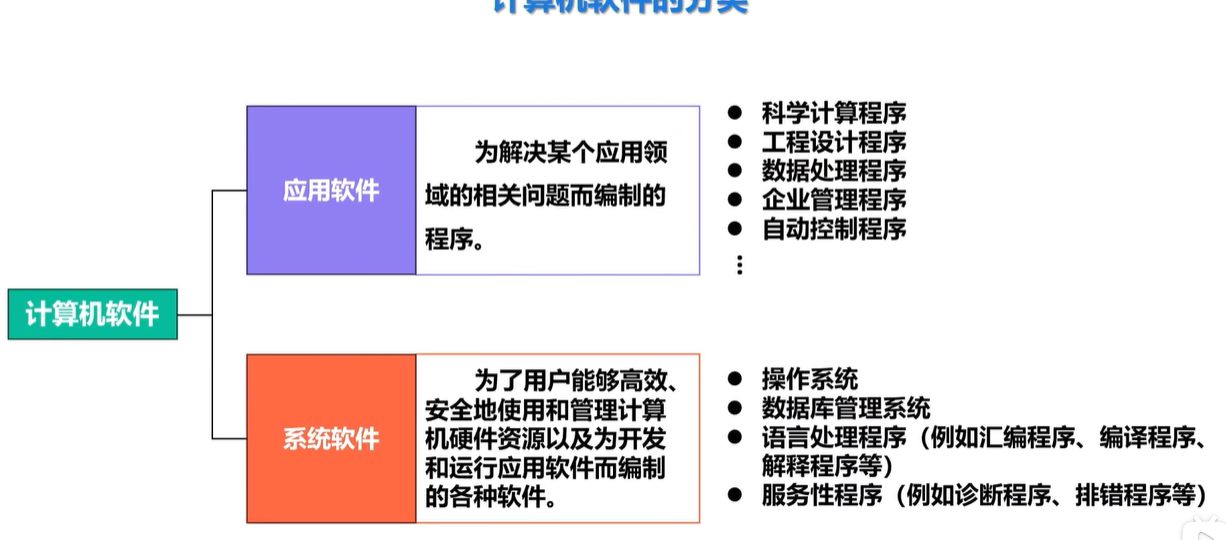 计算机软件的分类
科学计算程序
工程设计程序
数据处理程序
企业管理程序
自动控制程序
应用软件
为解决某个应用领
域的相关问题而编制的
程序。
计算机软件
系统软件
为了用户能够高效、
安全地使用和管理计算
机硬件资源以及为开发
和运行应用软件而编制
的各种软件。
操作系统
数据库管理系统
语言处理程序（例如汇编程序、编译程序、
解释程序等）
服务性程序（例如诊断程序、排错程序等）